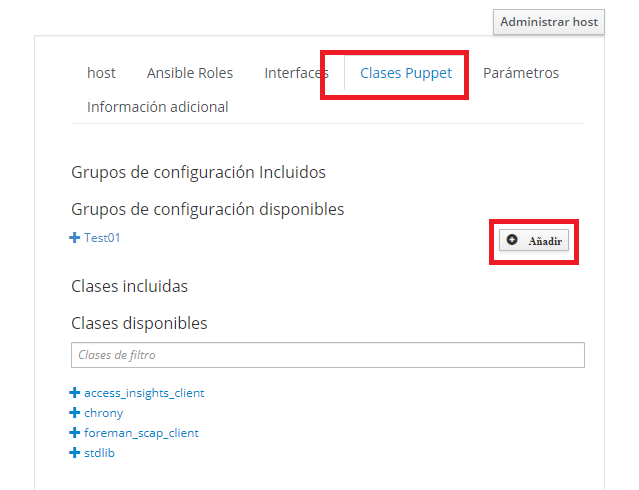 Administrar host
host Ansible Roles Interfaces Clases Puppet Parámetros
Información adicional
Grupos de configuración Incluidos
Grupos de configuración disponibles
Test01 Añadir
Clases incluidas
Clases disponibles
Clases de filtro
access_insights_client
chrony
foreman_scap_client
stdlib